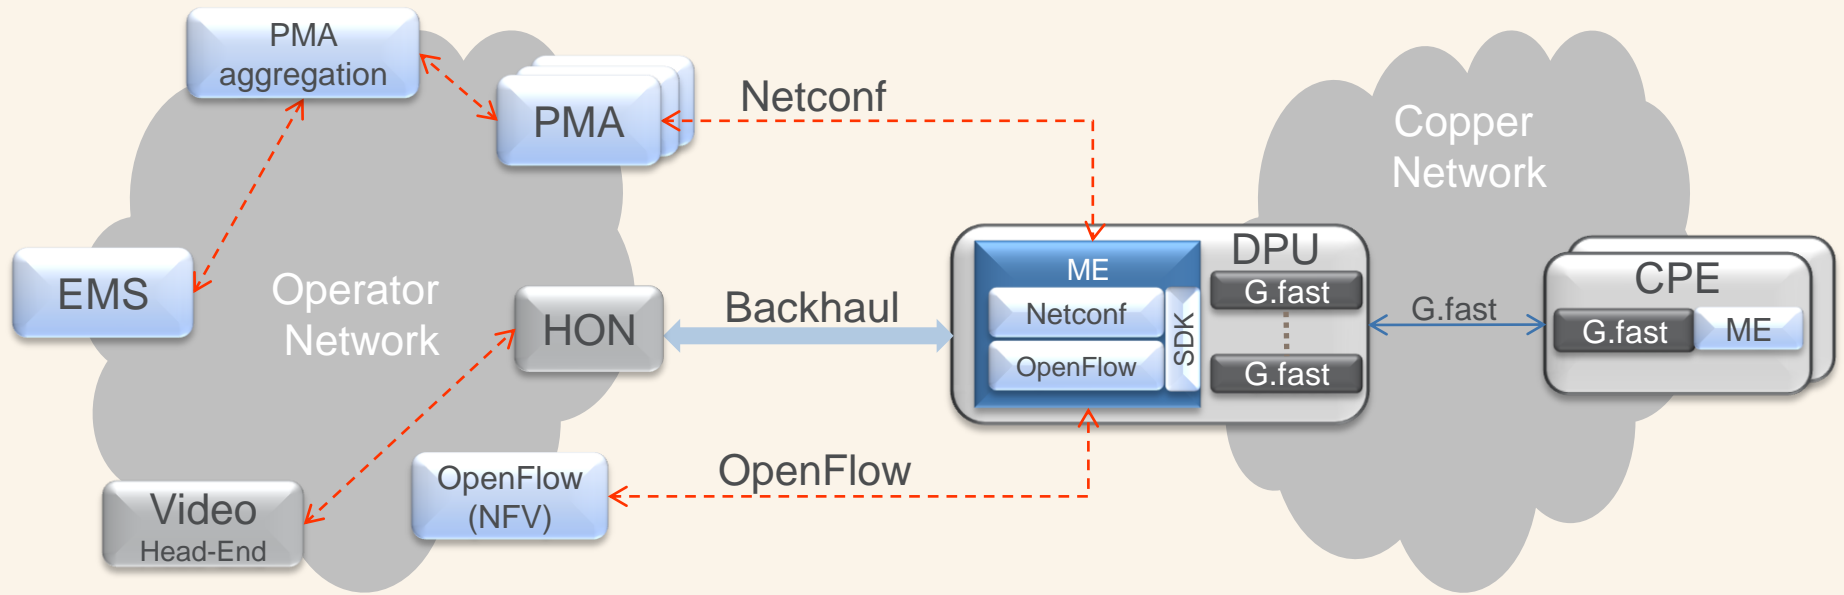 PMA
aggregation
PMA
Netconf
Copper
Network
EMS
Operator
Network
HON
Backhaul
ME
Netconf
OpenFlow
SDK
DPU
G.fast
G.fast
G.fast
CPE
G.fast
ME
Video
Head-End
OpenFlow
(NFV)
OpenFlow